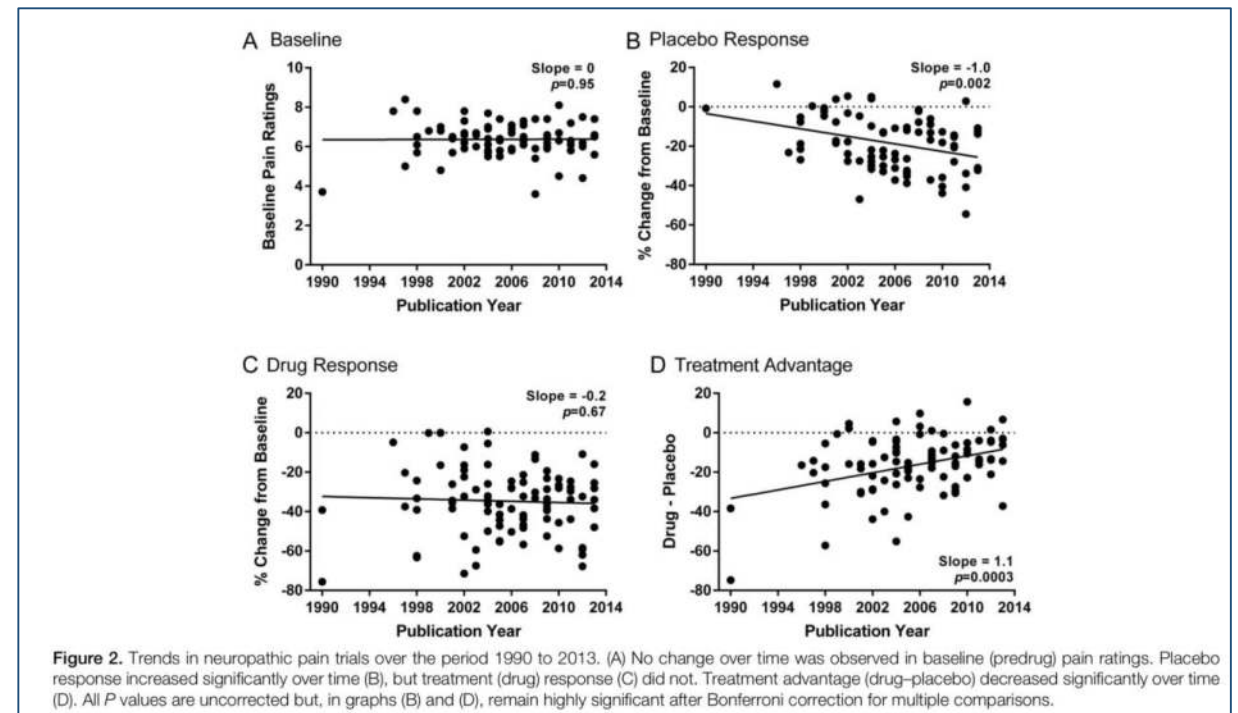 A Baseline
Slope = 0
p=0.95
10
8
6
4
2
0
Baseline Pain Ratings
1990 1994 1998 2002 2006 2010 2014
Publication Year
B Placebo Response
Slope = -1.0
p=0.002
20
0
-20
-40
-60
-80
% Change from Baseline
1990 1994 1998 2002 2006 2010 2014
Publication Year
C Drug Response
Slope = -0.2
p=0.67
20
0
-20
-40
-60
-80
% Change from Baseline
1990 1994 1998 2002 2006 2010 2014
Publication Year
D Treatment Advantage
20
0
-20
-40
-60
-80
Drug - Placebo
Slope = 1.1
p=0.0003
1990 1994 1998 2002 2006 2010 2014
Publication Year
Figure 2. Trends in neuropathic pain trials over the period 1990 to 2013. (A) No change over time was observed in baseline (predrug) pain ratings. Placebo
response increased significantly over time (B), but treatment (drug) response (C) did not. Treatment advantage (drug–placebo) decreased significantly over time
(D). All P values are uncorrected but, in graphs (B) and (D), remain highly significant after Bonferroni correction for multiple comparisons.